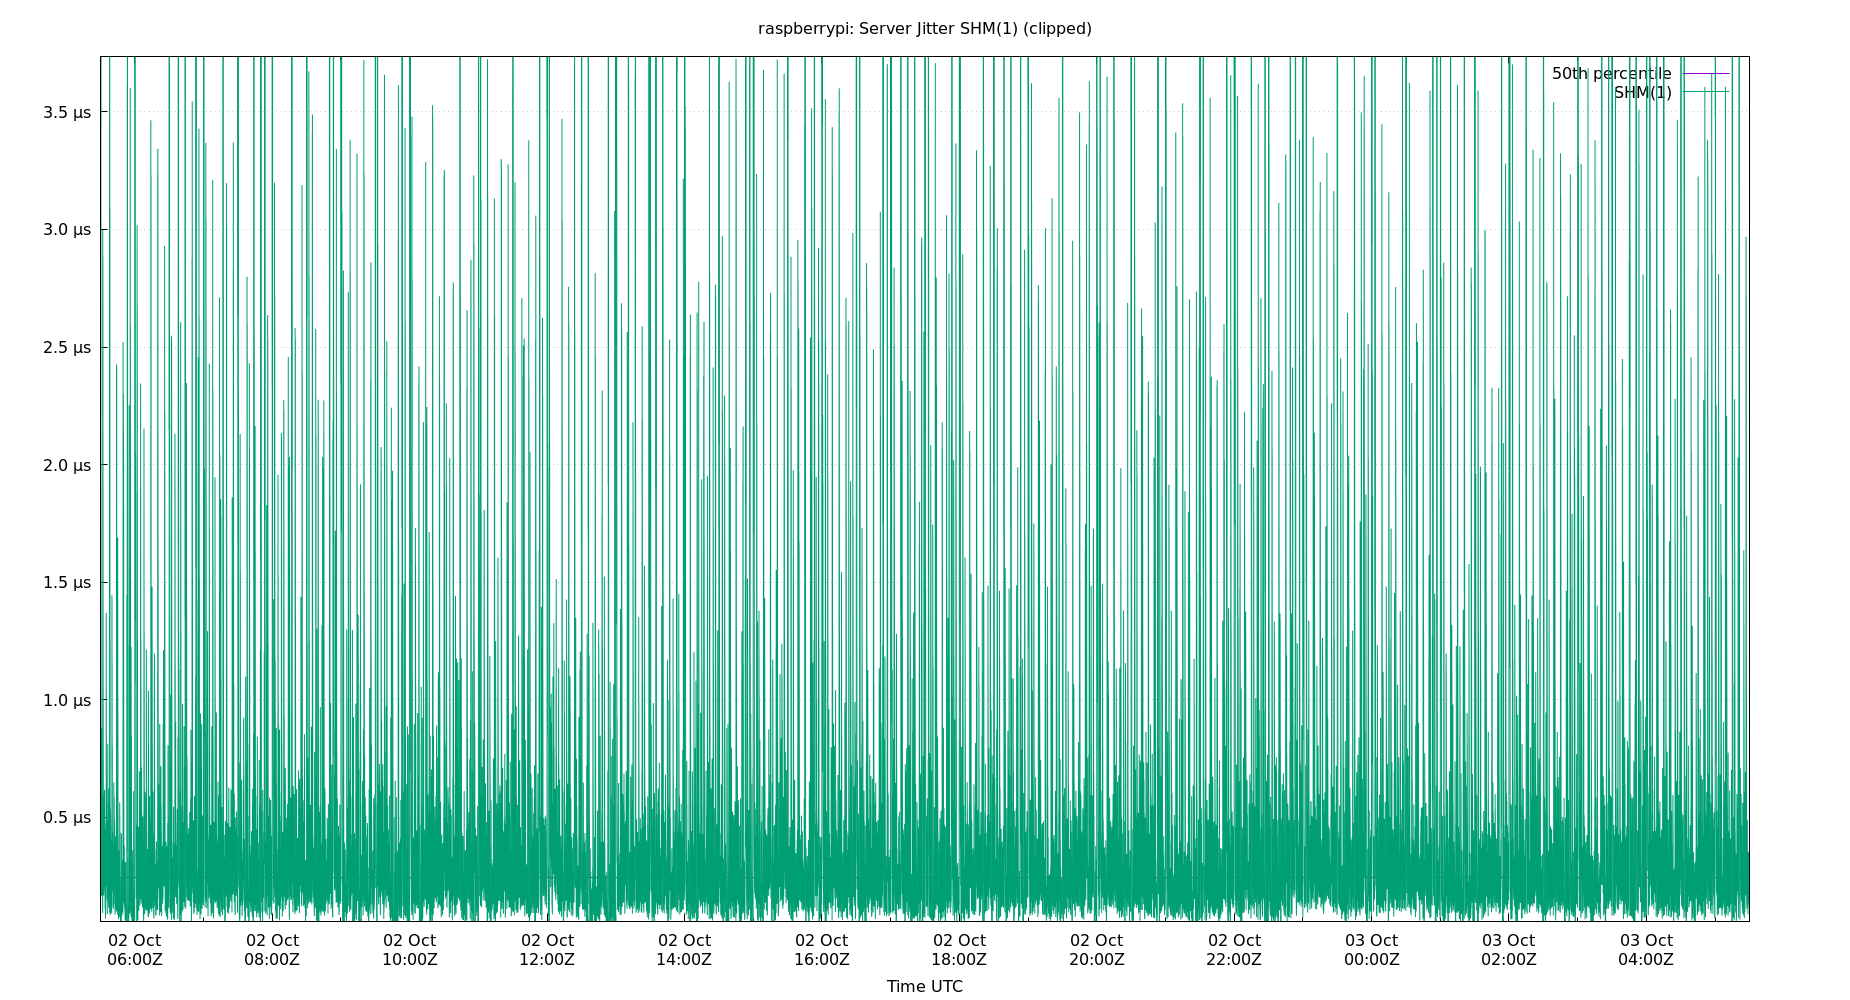 raspberrypi: Server Jitter SHM(1) (clipped)
50th percentile
SHM(1)
3.5 µs
3.0 µs
2.5 µs
2.0 µs
1.5 µs
1.0 µs
0.5 µs
02 Oct 02 Oct 02 Oct 02 Oct 02 Oct 02 Oct 02 Oct 02 Oct 02 Oct 03 Oct 03 Oct 03 Oct
06:00Z 08:00Z 10:00Z 12:00Z 14:00Z 16:00Z 18:00Z 20:00Z 22:00Z 00:00Z 02:00Z 04:00Z
Time UTC